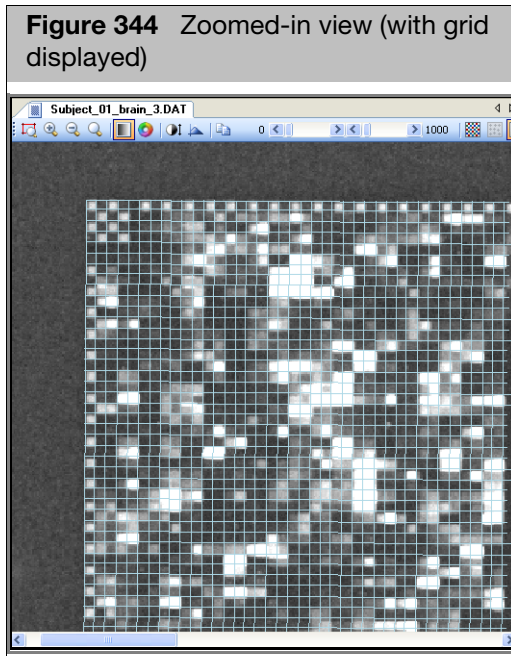 Figure 344 Zoomed-in view (with grid
displayed)
Subject_01_brain_3.DAT
0
1000